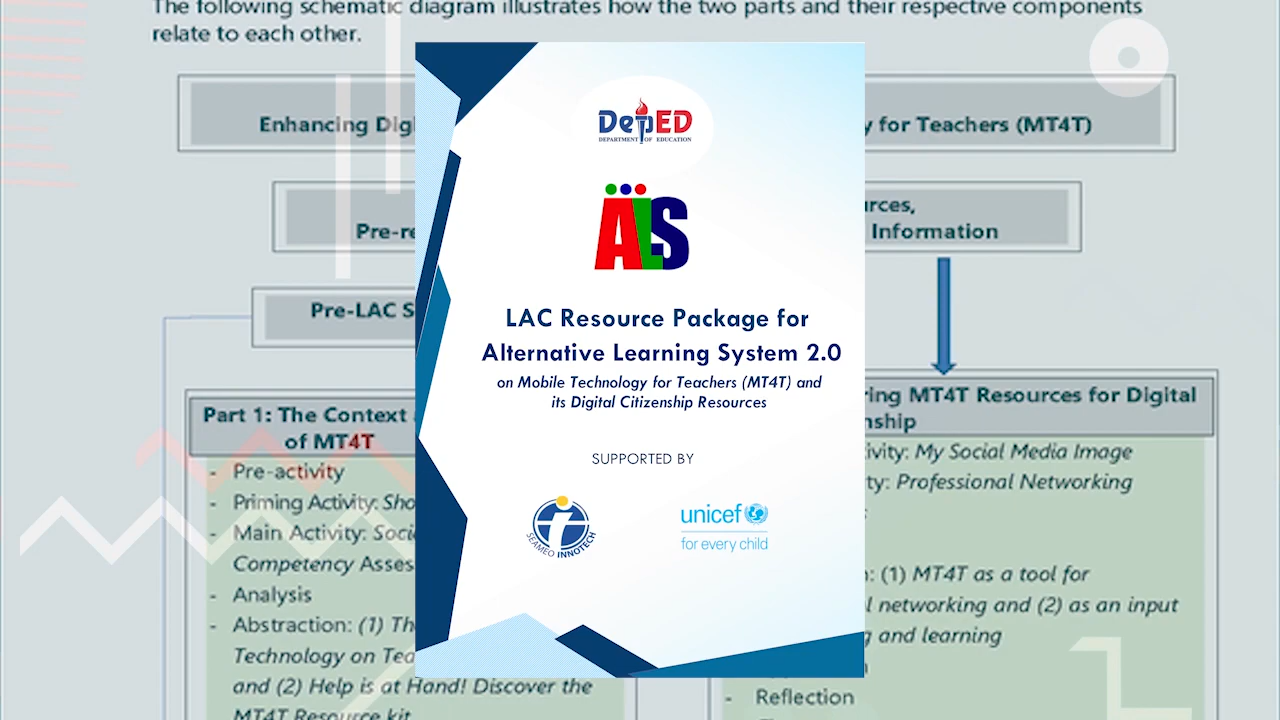 The following schematic diagram illustrates how the two parts and their respective components
relate to each other.
Enhancing Digi
y for Teachers (MT4T)
Pre-re
rces,
Information
Pre-LAC S
Part 1: The Context
of MT4T
- Pre-activity
- Priming Activity: Sho
- Main Activity: Soci
Competency Asses
- Analysis
- Abstraction: (1) Th
Technology on Tea
and (2) Help is at Hand! Discover the
MT4T Resource kit
DepED
DEPARTMENT OF EDUCATION
ALS
LAC Resource Package for
Alternative Learning System 2.0
on Mobile Technology for Teachers (MT4T) and
its Digital Citizenship Resources
SUPPORTED BY
SEAMEO INNOTECH
unicef
for every child
ring MT4T Resources for Digital
nship
ivity: My Social Media Image
ty: Professional Networking
s
n: (1) MT4T as a tool for
l networking and (2) as an input
g and learning
n
- Reflection